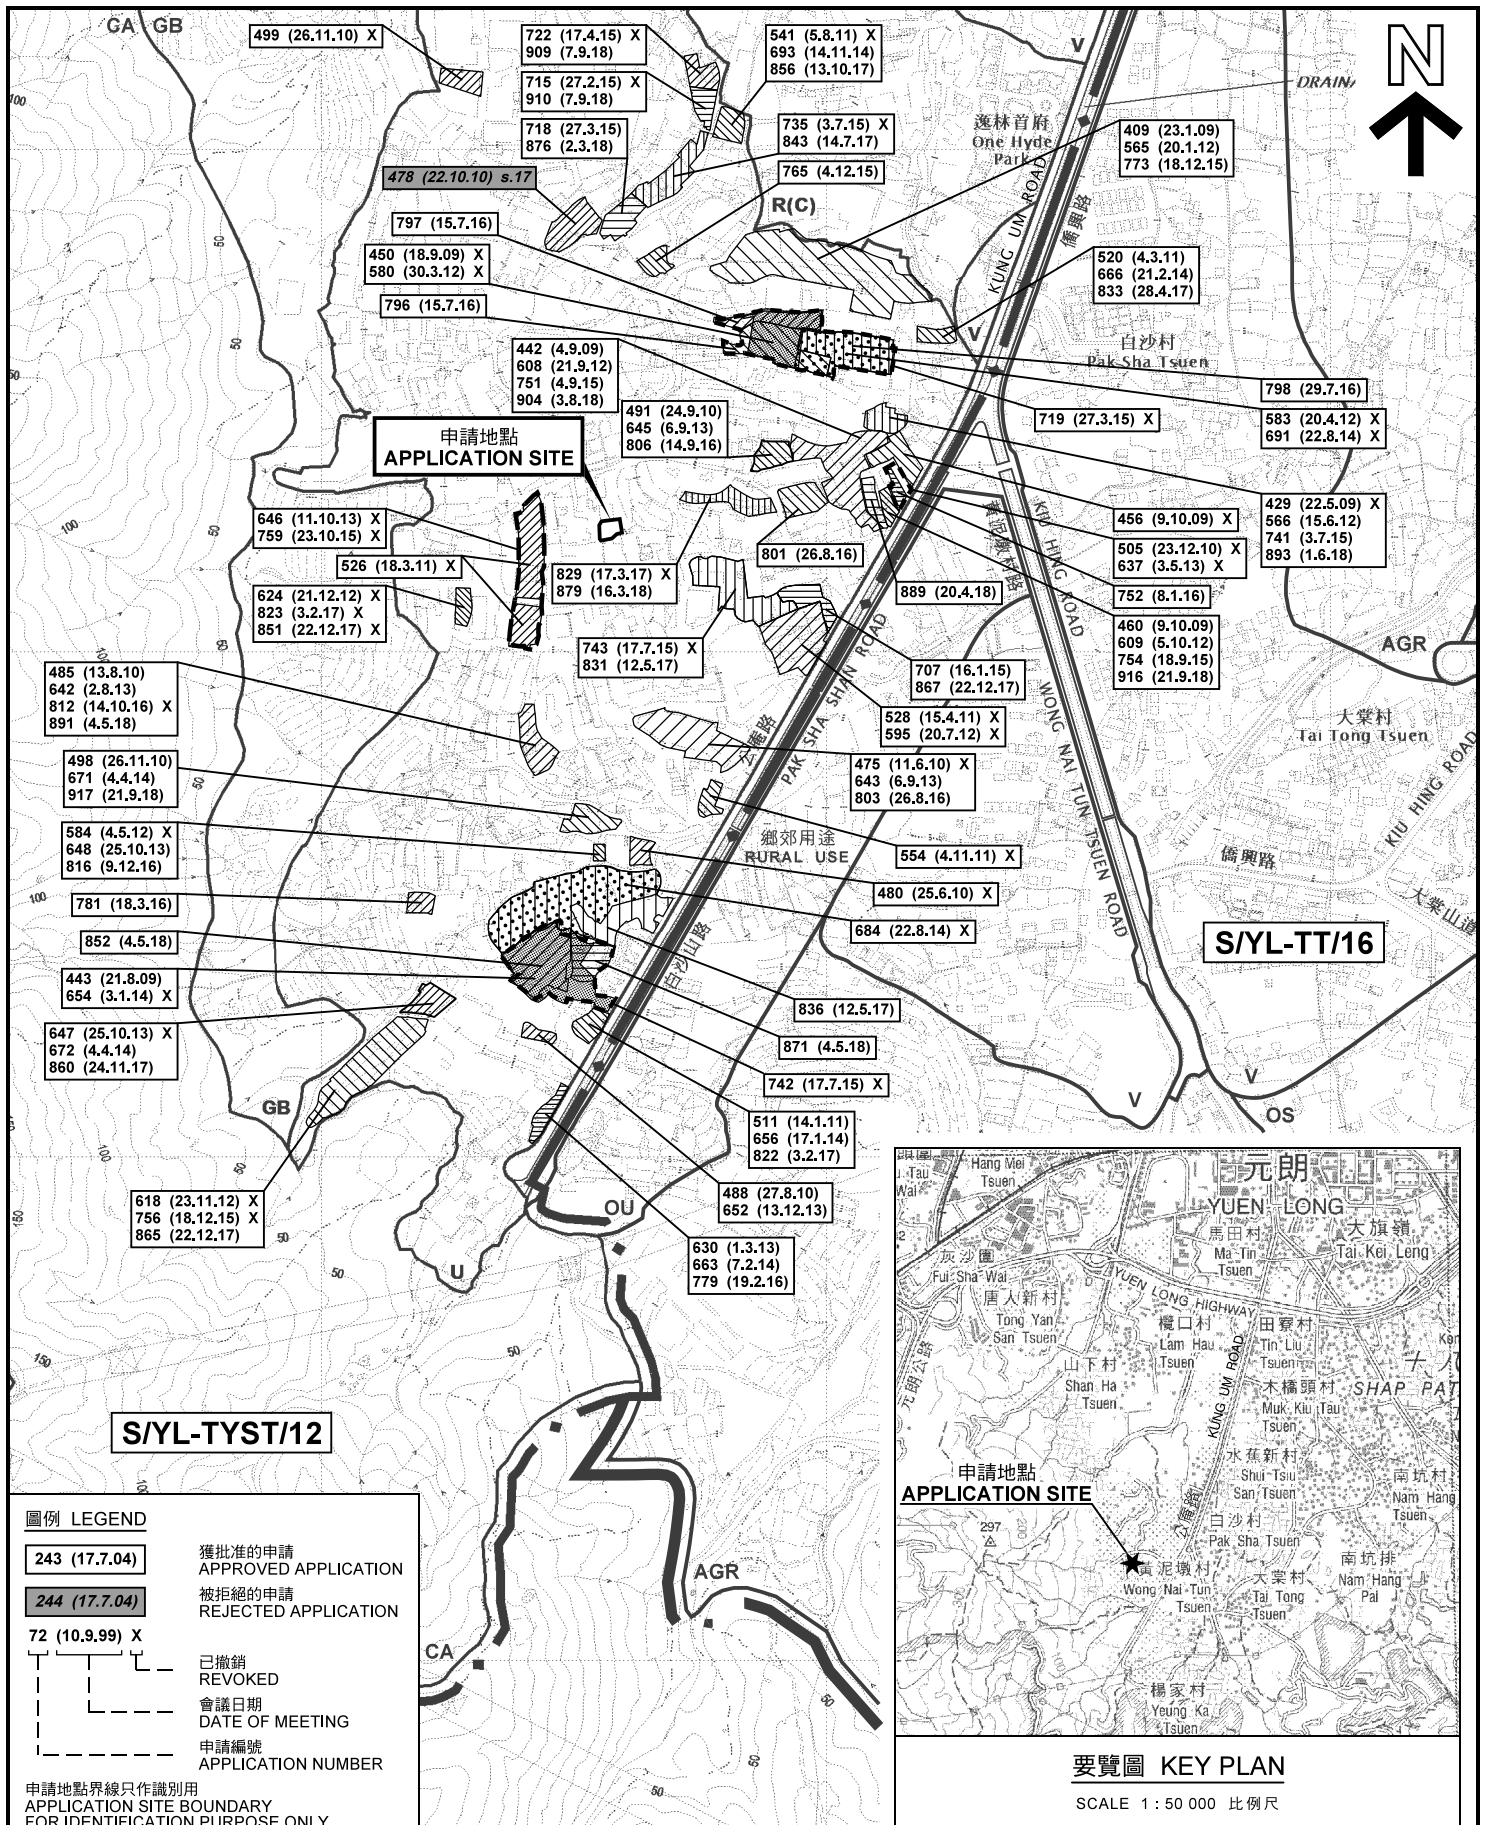 GA
GB
499 (26.11.10) X
722 (17.4.15) X
909 (7.9.18)
541 (5.8.11) X
693 (14.11.14)
856 (13.10.17)
V
N
DRAIN
100
715 (27.2.15) X
910 (7.9.18)
718 (27.3.15)
876 (2.3.18)
735 (3.7.15) X
843 (14.7.17)
逸林首府
One Hyde
Park
409 (23.1.09)
565 (20.1.12)
773 (18.12.15)
478 (22.10.10) s.17
765 (4.12.15)
R(C)
KUNG UM ROAD
僑興路
797 (15.7.16)
450 (18.9.09) X
580 (30.3.12) X
796 (15.7.16)
520 (4.3.11)
666 (21.2.14)
833 (28.4.17)
V
白沙村
Pak Sha Tsuen
50
50
442 (4.9.09)
608 (21.9.12)
751 (4.9.15)
904 (3.8.18)
798 (29.7.16)
719 (27.3.15) X
583 (20.4.12) X
691 (22.8.14) X
491 (24.9.10)
645 (6.9.13)
806 (14.9.16)
申請地點
APPLICATION SITE
646 (11.10.13) X
759 (23.10.15) X
526 (18.3.11) X
624 (21.12.12) X
823 (3.2.17) X
851 (22.12.17) X
829 (17.3.17) X
879 (16.3.18)
801 (26.8.16)
889 (20.4.18)
456 (9.10.09) X
505 (23.12.10) X
637 (3.5.13) X
752 (8.1.16)
429 (22.5.09) X
566 (15.6.12)
741 (3.7.15)
893 (1.6.18)
460 (9.10.09)
609 (5.10.12)
754 (18.9.15)
916 (21.9.18)
KIU HING ROAD
AGR
743 (17.7.15) X
831 (12.5.17)
707 (16.1.15)
867 (22.12.17)
528 (15.4.11) X
595 (20.7.12) X
公庵路
PAK SHA SHAN ROAD
WONG NAI TUN TSUEN ROAD
大棠村
Tai Tong Tsuen
KIU HING ROAD
485 (13.8.10)
642 (2.8.13)
812 (14.10.16) X
891 (4.5.18)
498 (26.11.10)
671 (4.4.14)
917 (21.9.18)
475 (11.6.10) X
643 (6.9.13)
803 (26.8.16)
584 (4.5.12) X
648 (25.10.13)
816 (9.12.16)
鄉郊用途
RURAL USE
554 (4.11.11) X
僑興路
大棠山道
781 (18.3.16)
480 (25.6.10) X
684 (22.8.14) X
S/YL-TT/16
852 (4.5.18)
白沙山路
443 (21.8.09)
654 (3.1.14) X
836 (12.5.17)
647 (25.10.13) X
672 (4.4.14)
860 (24.11.17)
871 (4.5.18)
742 (17.7.15) X
GB
V
V
OS
511 (14.1.11)
656 (17.1.14)
822 (3.2.17)
618 (23.11.12) X
756 (18.12.15) X
865 (22.12.17)
488 (27.8.10)
652 (13.12.13)
OU
U
630 (1.3.13)
663 (7.2.14)
779 (19.2.16)
150
50
50
S/YL-TYST/12
AGR
CA
Hang Mei
Tsuen
元朗
YUEN LONG
馬田村
Ma Tin
Tsuen
大旗嶺
Tai Kei Leng
灰沙圍
Fui Sha Wai
YUEN LONG HIGHWAY
唐人新村
Tong Yan
San Tsuen
欖口村
Lam Hau
Tsuen
田寮村
Tin Liu
Tsuen
山下村
Shan Ha
Tsuen
元朗公路
KUNG UM ROAD
木橋頭村
Muk Kiu Tau
Tsuen
SHAP PAT
水蕉新村
Shui Tsiu
San Tsuen
南坑村
Nam Hang
Tsuen
申請地點
APPLICATION SITE
297
公庵路
白沙村
Pak Sha Tsuen
南坑排
Nam Hang
Pai
黃泥墩村
Wong Nai Tun
Tsuen
大棠村
Tai Tong
Tsuen
楊家村
Yeung Ka
Tsuen
要覽圖 KEY PLAN
SCALE 1 : 50 000 比例尺
圖例 LEGEND
243 (17.7.04)
獲批准的申請
APPROVED APPLICATION
244 (17.7.04)
被拒絕的申請
REJECTED APPLICATION
72 (10.9.99) X
已撤銷
REVOKED
會議日期
DATE OF MEETING
申請編號
APPLICATION NUMBER
申請地點界線只作識別用
APPLICATION SITE BOUNDARY
FOR IDENTIFICATION PURPOSE ONLY